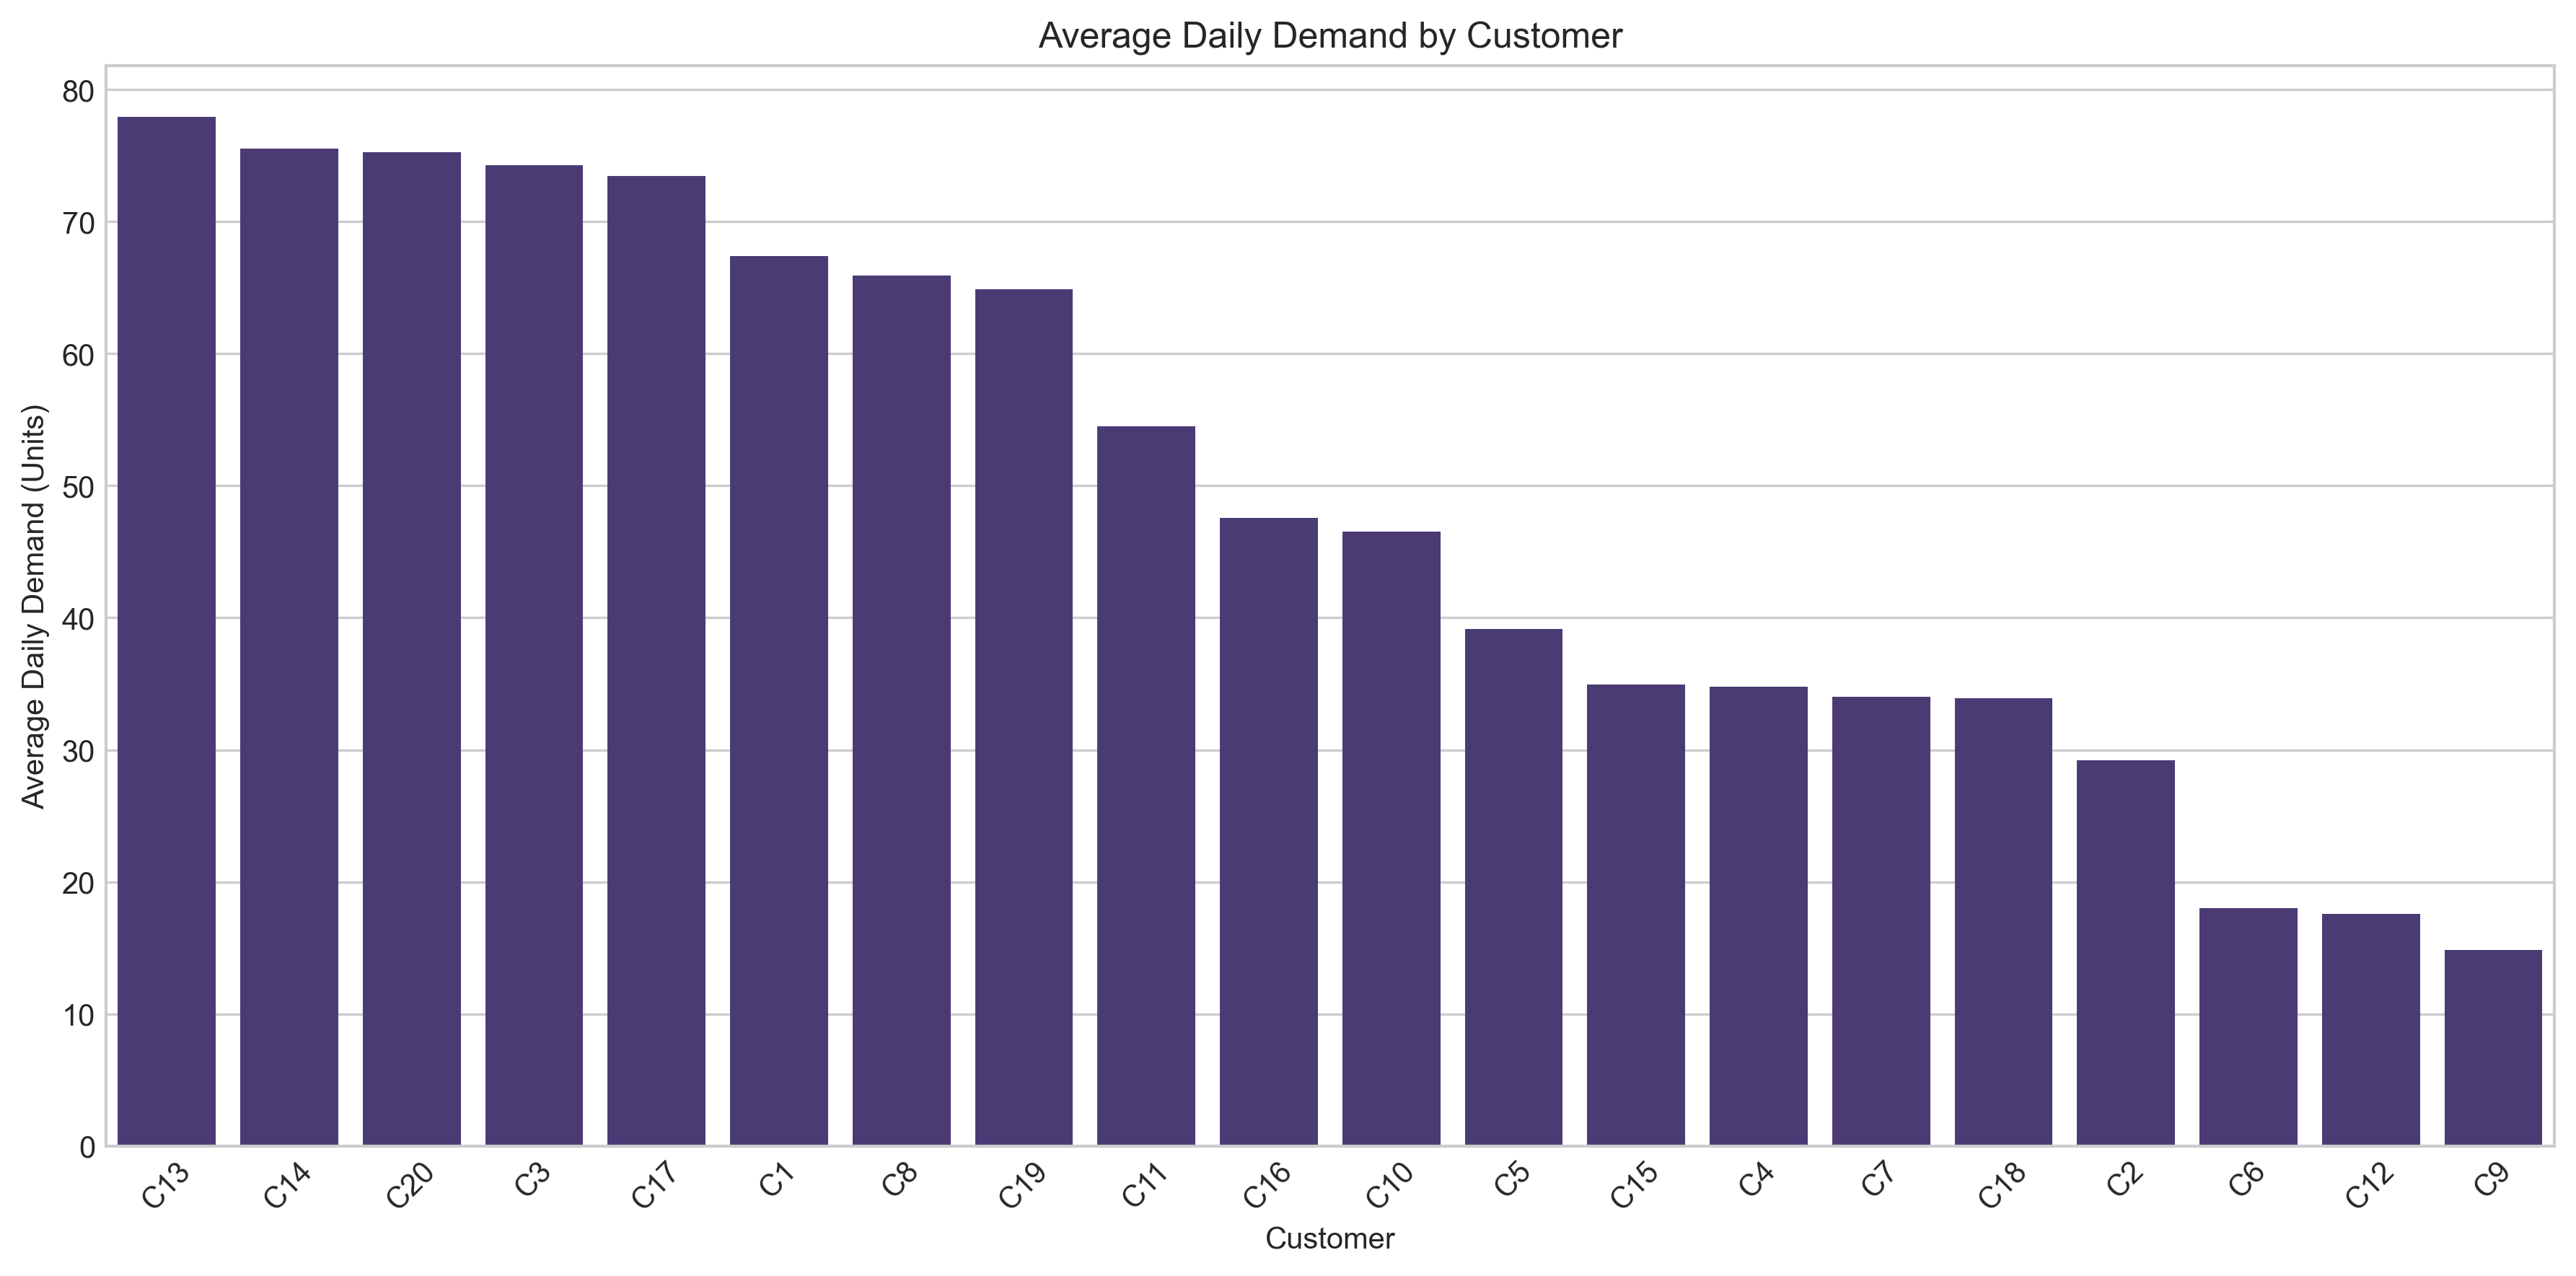 Average Daily Demand by Customer
Average Daily Demand (Units)
80
70
60
50
40
30
20
10
0
C13 C14 C20 C3 C17 C1 C8 C19 C11 C16 C10 C5 C15 C4 C7 C18 C2 C6 C12 C9
Customer